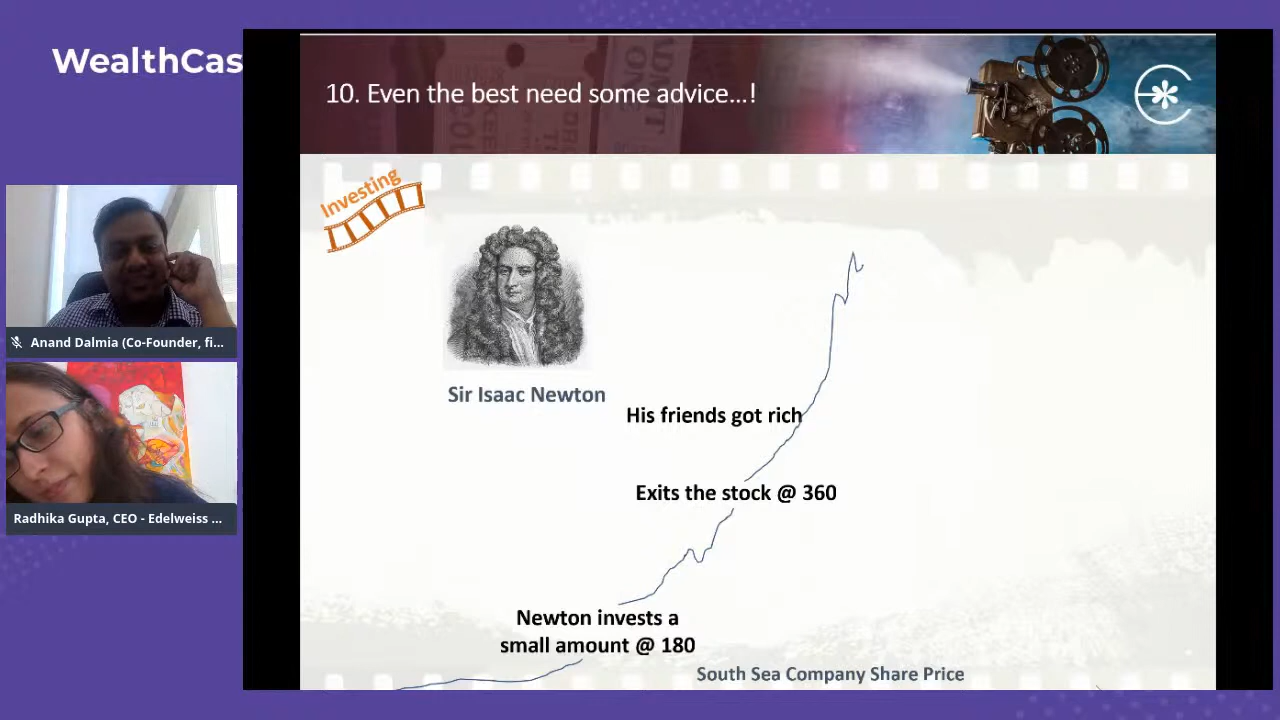 WealthCas
10. Even the best need some advice...!
Investing
Sir Isaac Newton
His friends got rich
Exits the stock @ 360
Newton invests a
small amount @ 180
South Sea Company Share Price
Anand Dalmia (Co-Founder, fi...
Radhika Gupta, CEO - Edelweiss ...
ADMIT
ONE